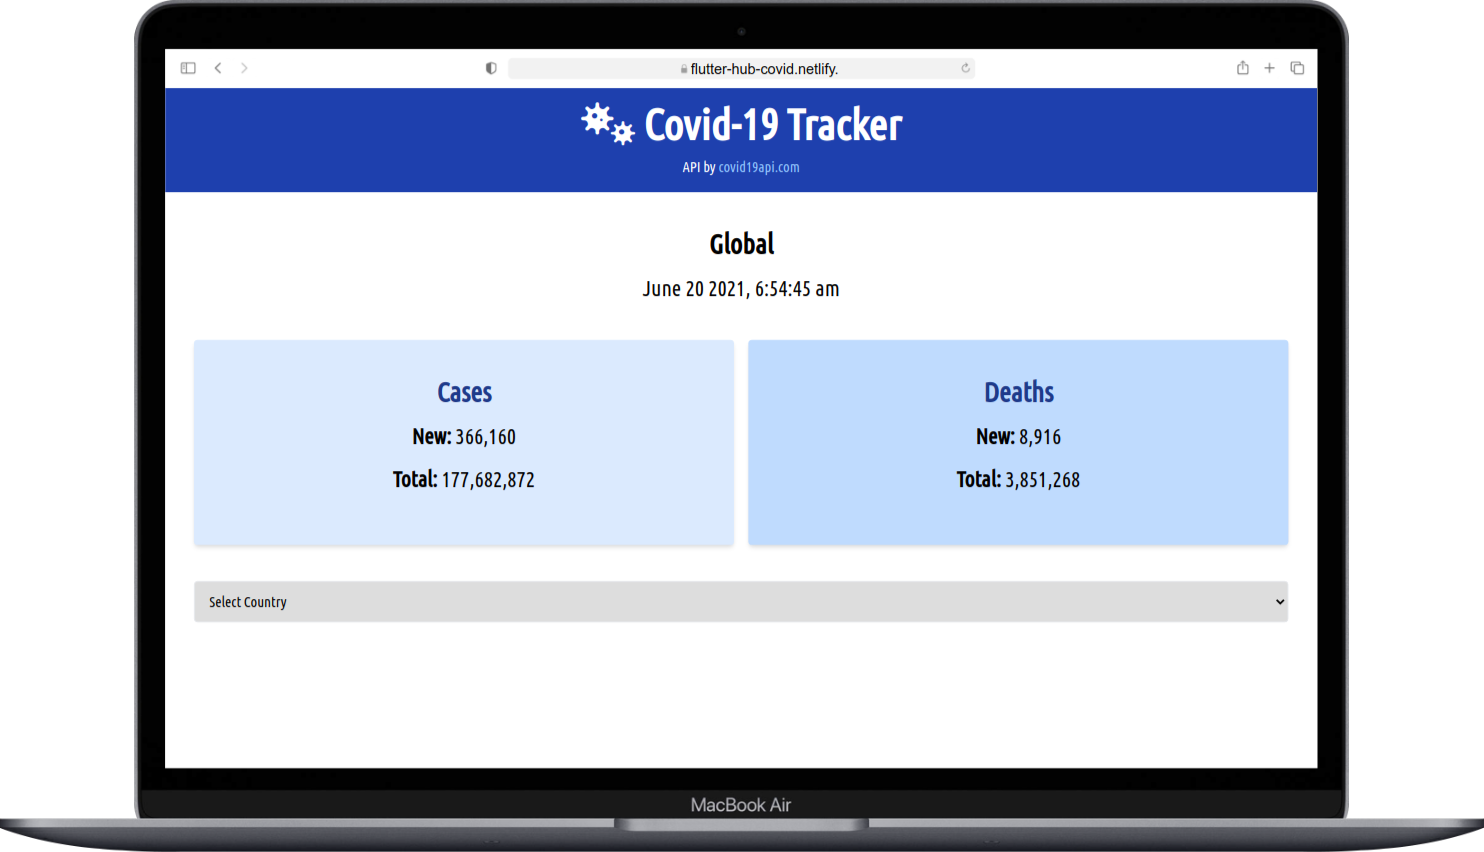 flutter-hub-covid.netlify.
Covid-19 Tracker
API by covid19api.com
Global
June 20 2021, 6:54:45 am
Cases
New: 366,160
Total: 177,682,872
Deaths
New: 8,916
Total: 3,851,268
Select Country
MacBook Air